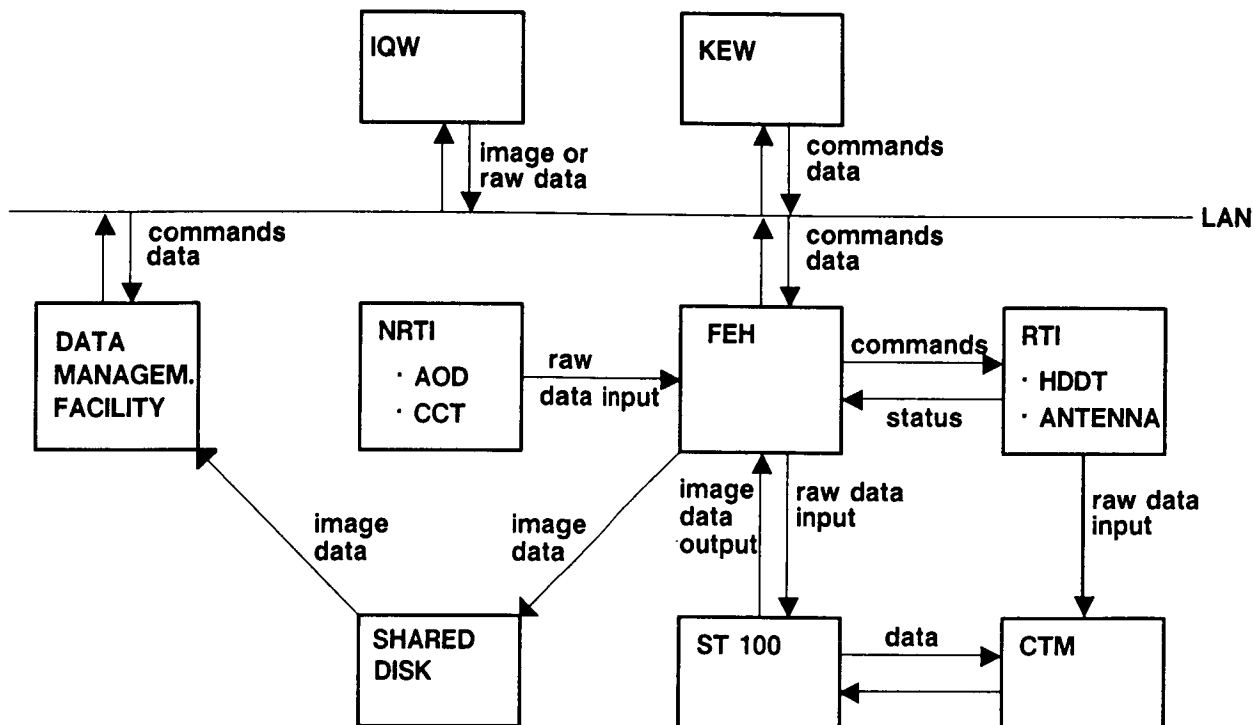 IQW
KEW
image or
raw data
commands
data
LAN
commands
data
commands
data
DATA
MANAGEM.
FACILITY
NRTI
· AOD
· CCT
raw
data input
FEH
commands
status
RTI
· HDDT
· ANTENNA
image
data
image
data
image
data
output
raw data
input
raw data
input
SHARED
DISK
ST 100
data
CTM